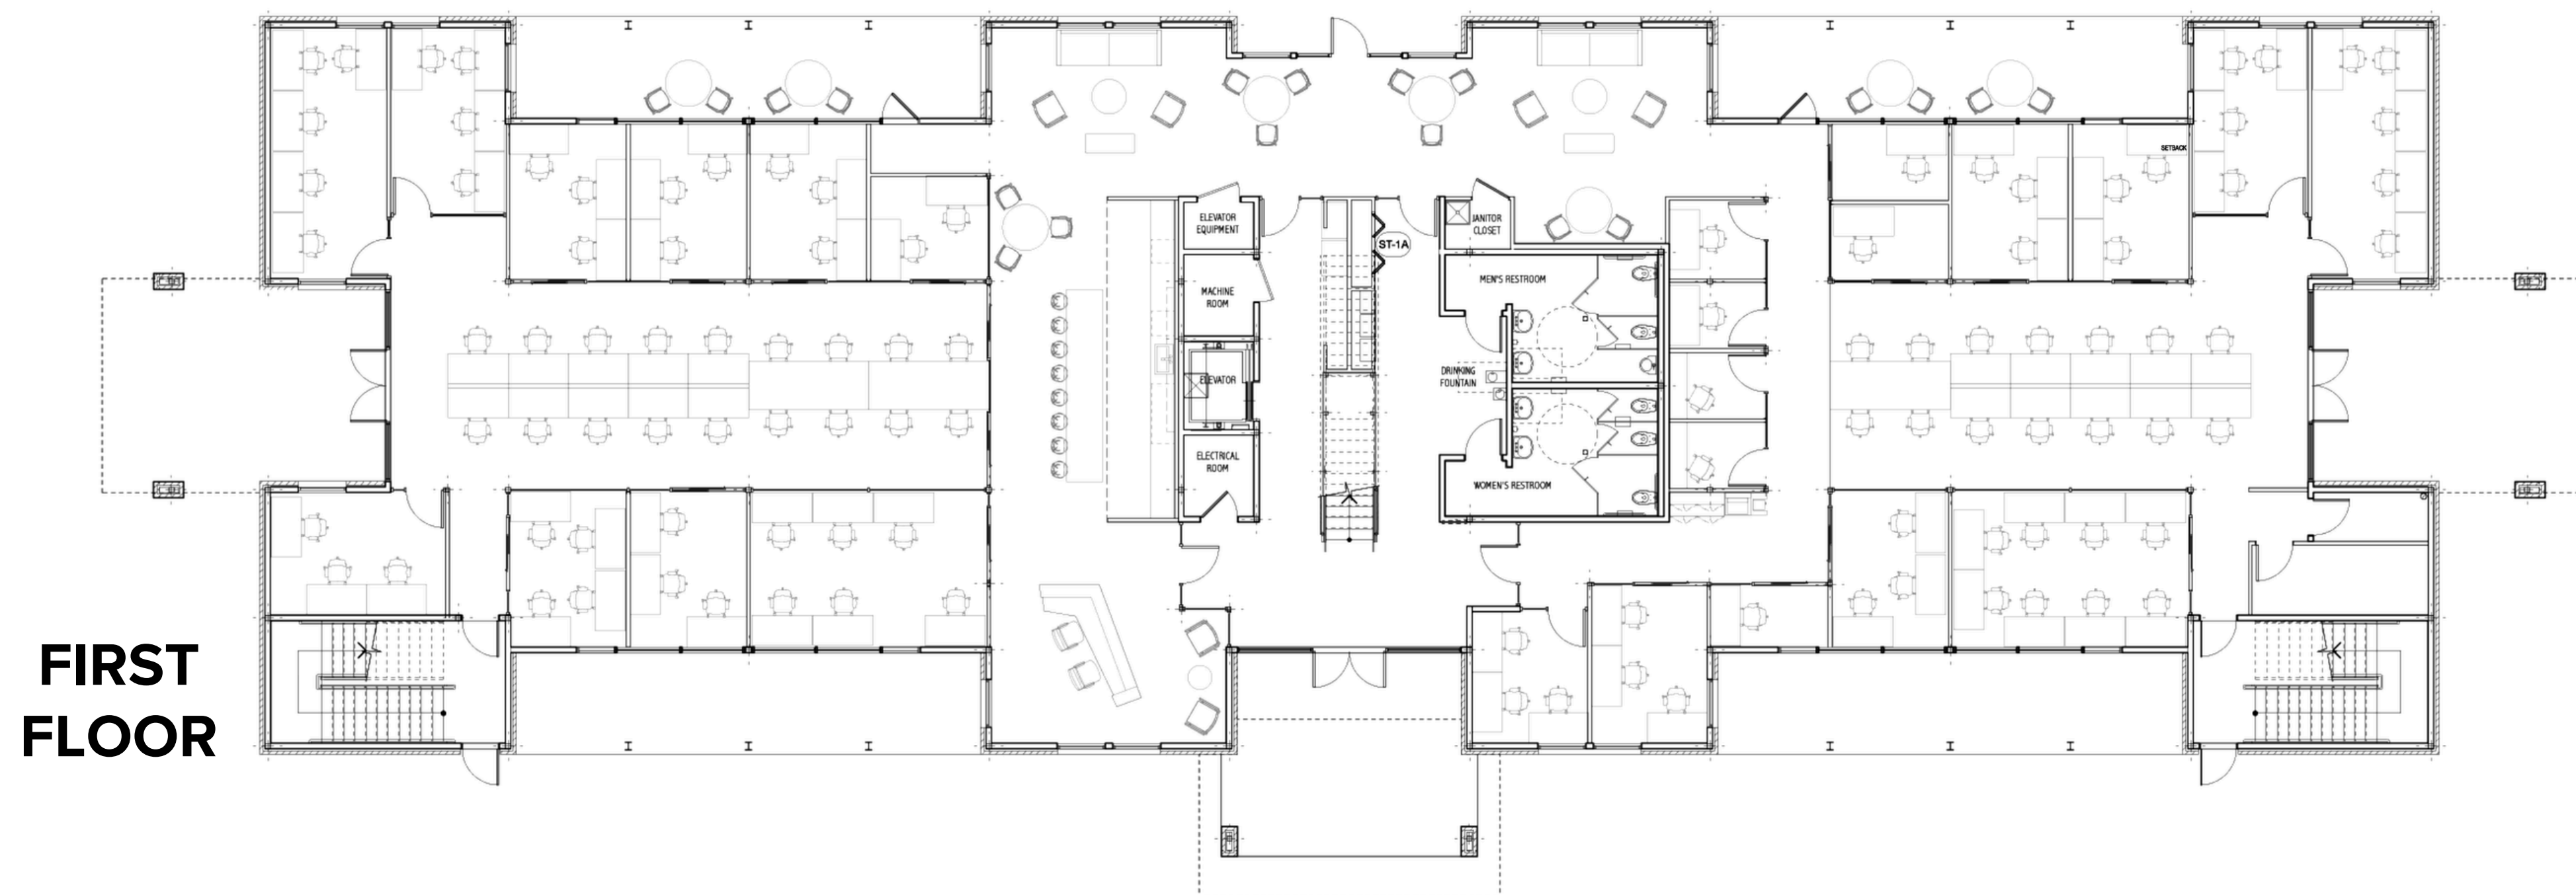 SETBACK
ELEVATOR
EQUIPMENT
JANITOR
CLOSET
ST-1A
MACHINE
ROOM
MEN'S RESTROOM
ELEVATOR
DRINKING
FOUNTAIN
ELECTRICAL
ROOM
WOMEN'S RESTROOM
FIRST
FLOOR